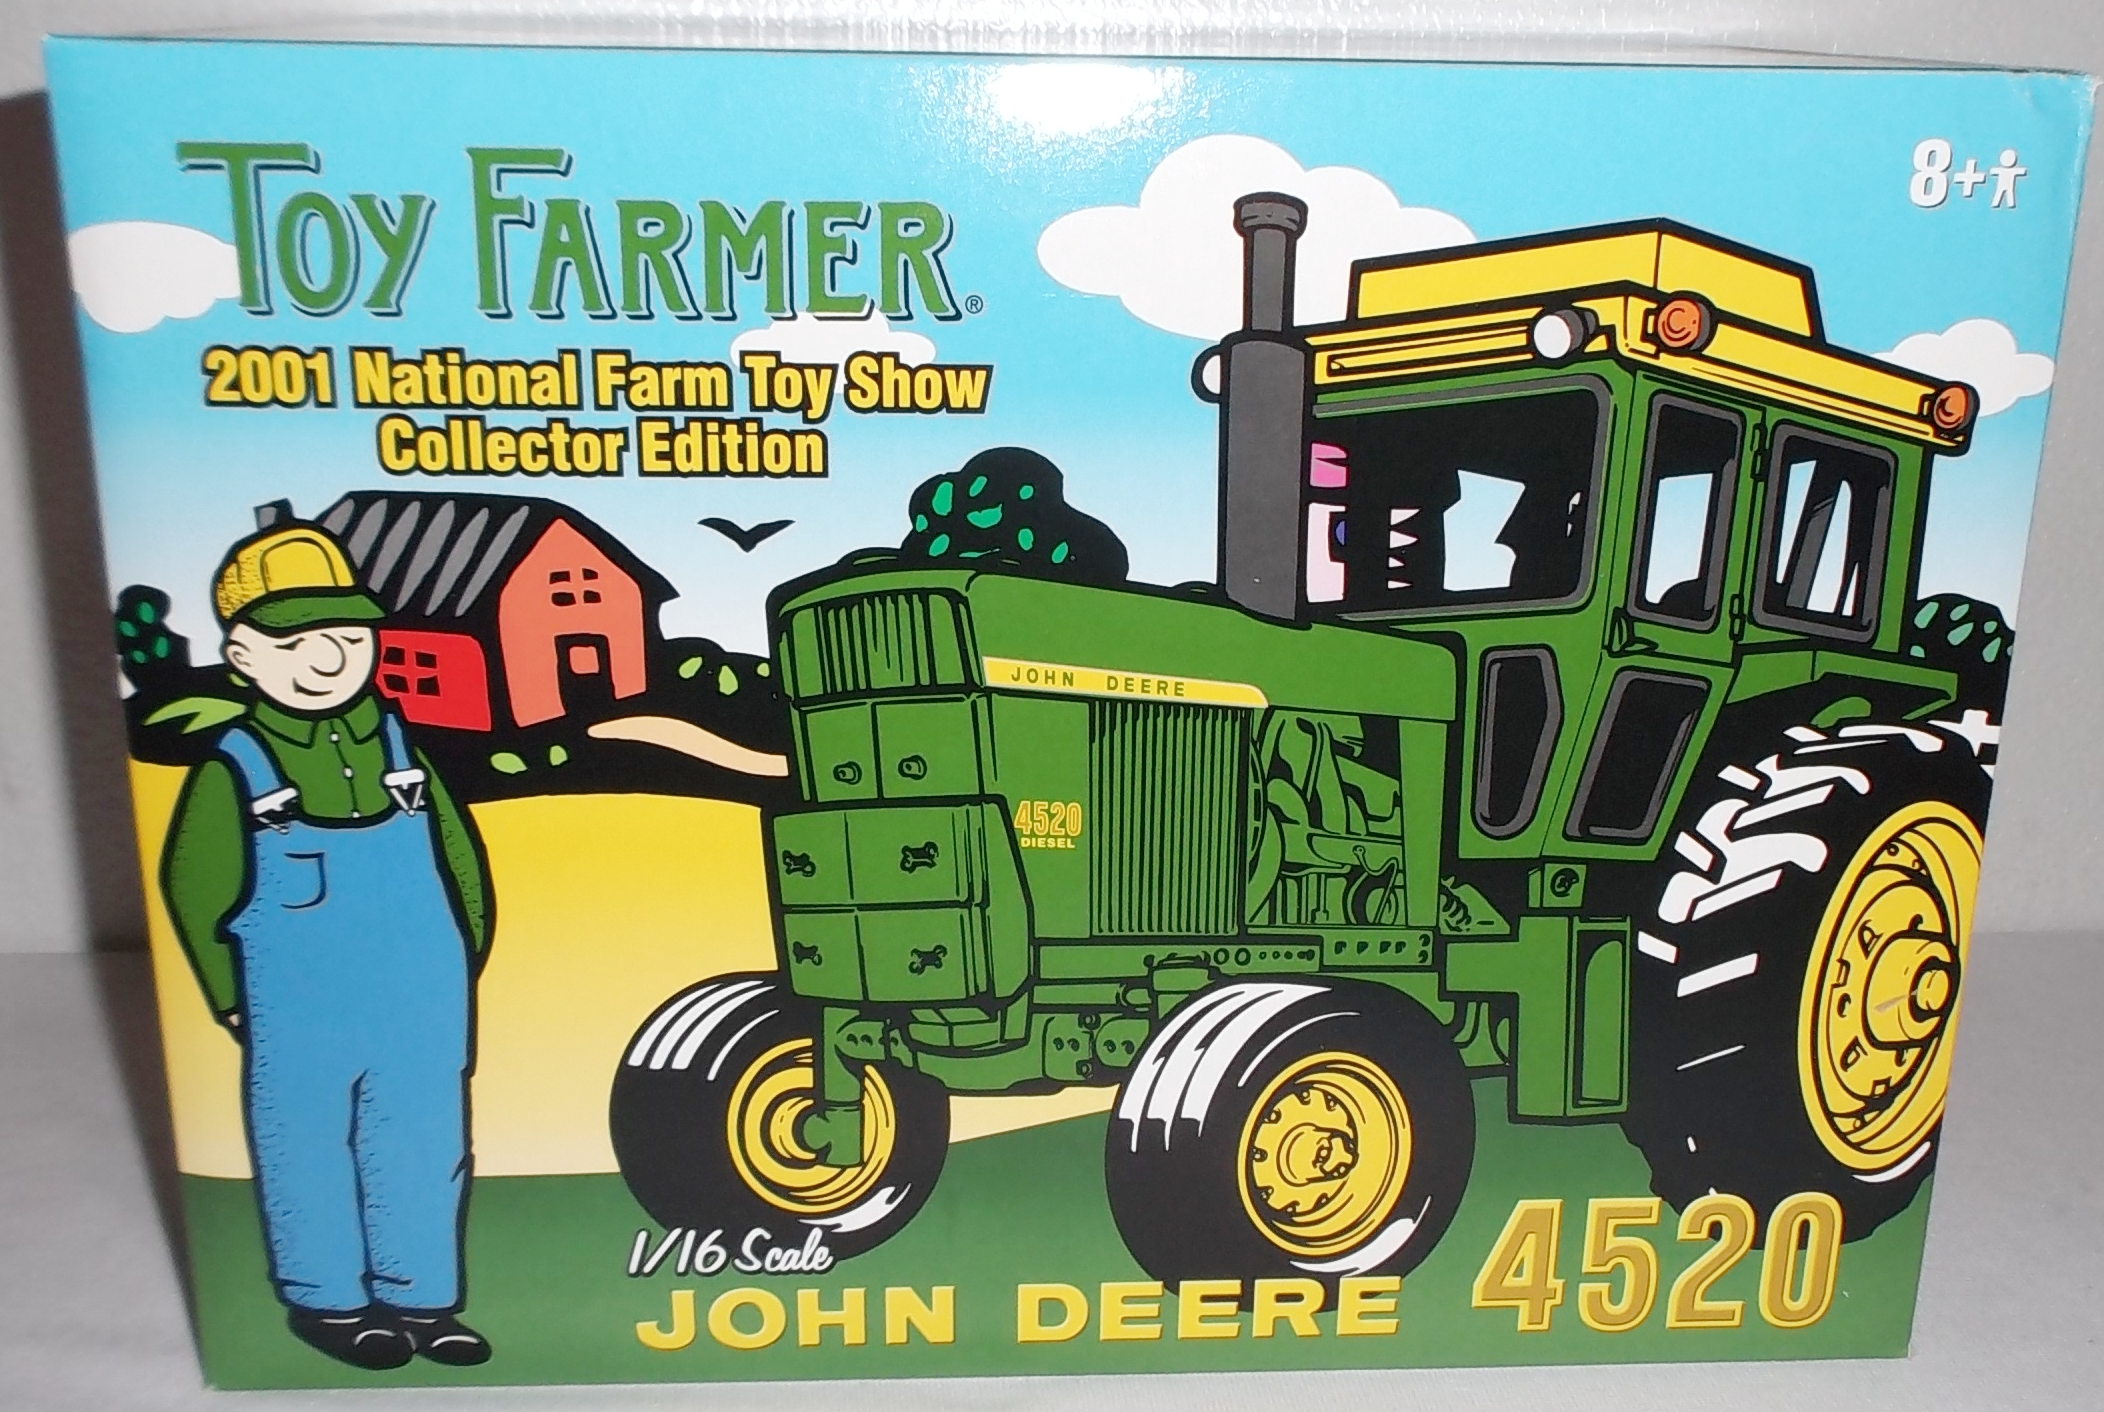 TOY FARMER®
8+
2001 National Farm Toy Show
Collector Edition
JOHN DEERE
4520
DIESEL
1/16 Scale
JOHN DEERE 4520